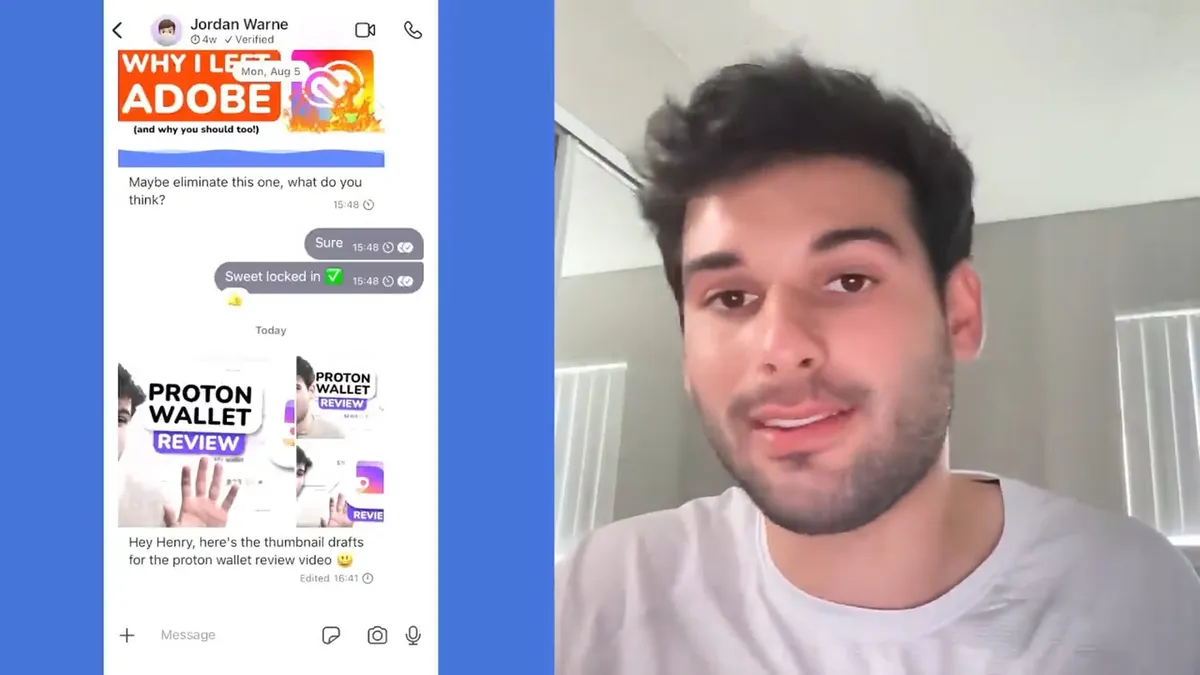 Jordan Warne
4w ✓ Verified
WHY I LEFT
Mon, Aug 5
ADOBE
(and why you should too!)
Maybe eliminate this one, what do you
think?
15:48
Sure 15:48
Sweet locked in ✅ 15:48
Today
PROTON
WALLET
REVIEW
PROTON
WALLET
REVIEW
REVIE
Hey Henry, here's the thumbnail drafts
for the proton wallet review video 😃
Edited 16:41
Message